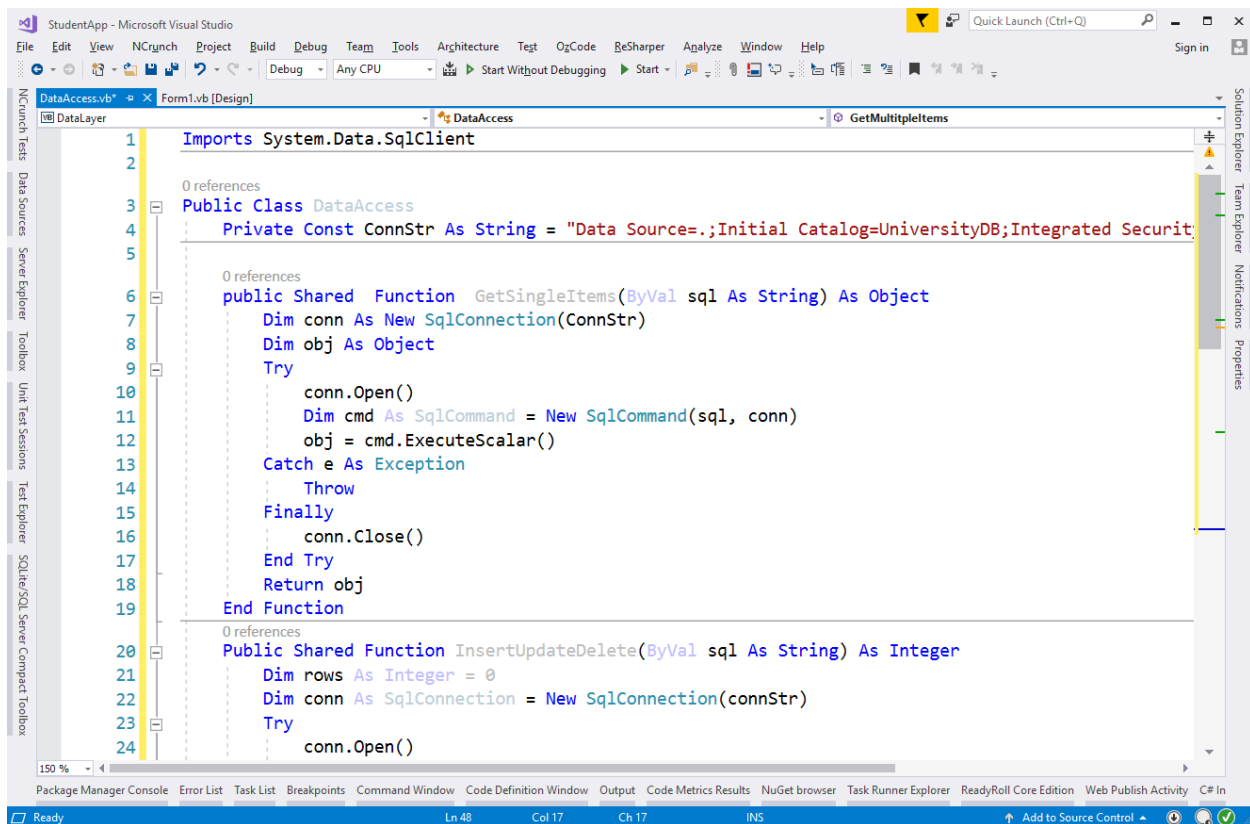 StudentApp - Microsoft Visual Studio
Quick Launch (Ctrl+Q)
File Edit View NCrunch Project Build Debug Team Tools Architecture Test OzCode ReSharper Analyze Window Help
Sign in
Debug Any CPU Start Without Debugging Start
DataAccess.vb* Form1.vb [Design]
VB DataLayer DataAccess GetMultitpleItems
1 Imports System.Data.SqlClient
2
0 references
3 Public Class DataAccess
4 Private Const ConnStr As String = "Data Source=.;Initial Catalog=UniversityDB;Integrated Securit
5
0 references
6 public Shared Function GetSingleItems(ByVal sql As String) As Object
7 Dim conn As New SqlConnection(ConnStr)
8 Dim obj As Object
9 Try
10 conn.Open()
11 Dim cmd As SqlCommand = New SqlCommand(sql, conn)
12 obj = cmd.ExecuteScalar()
13 Catch e As Exception
14 Throw
15 Finally
16 conn.Close()
17 End Try
18 Return obj
19 End Function
0 references
20 Public Shared Function InsertUpdateDelete(ByVal sql As String) As Integer
21 Dim rows As Integer = 0
22 Dim conn As SqlConnection = New SqlConnection(connStr)
23 Try
24 conn.Open()
150 %
NCrunch Tests
Data Sources
Server Explorer
Toolbox
Unit Test Sessions
Test Explorer
SQLite/SQL Server Compact Toolbox
Solution Explorer
Team Explorer
Notifications
Properties
Package Manager Console Error List Task List Breakpoints Command Window Code Definition Window Output Code Metrics Results NuGet browser Task Runner Explorer ReadyRoll Core Edition Web Publish Activity C# In
Ready Ln 48 Col 17 Ch 17 INS Add to Source Control